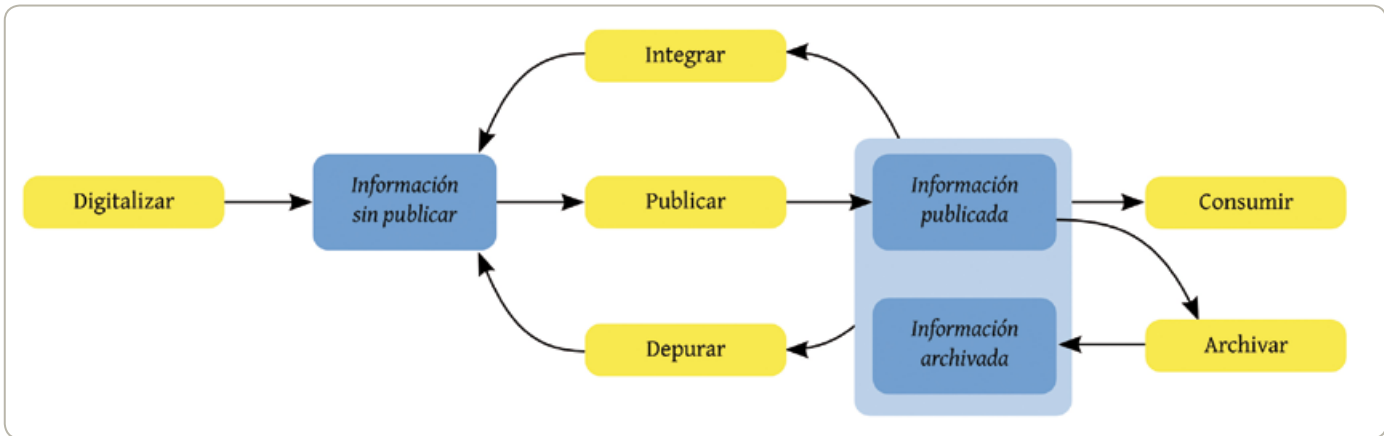 Integrar
Digitalizar
Información
sin publicar
Publicar
Información
publicada
Consumir
Depurar
Información
archivada
Archivar